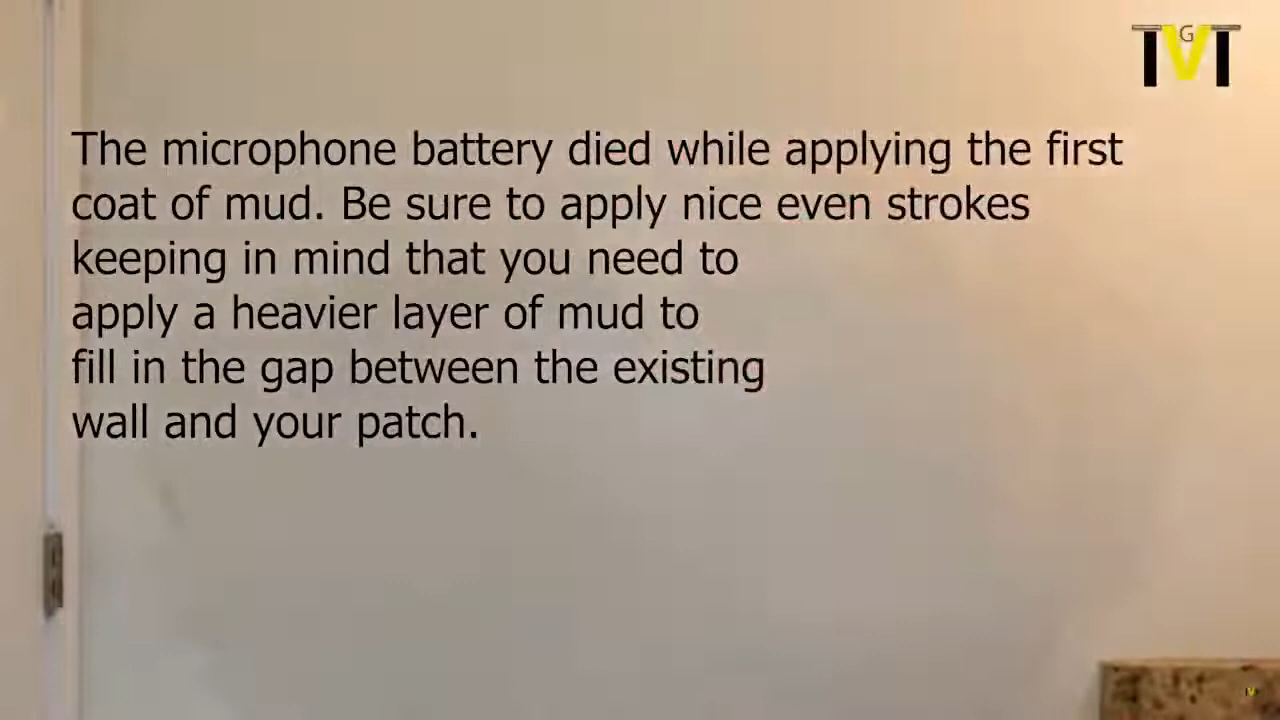 TVT
G
The microphone battery died while applying the first
coat of mud. Be sure to apply nice even strokes
keeping in mind that you need to
apply a heavier layer of mud to
fill in the gap between the existing
wall and your patch.